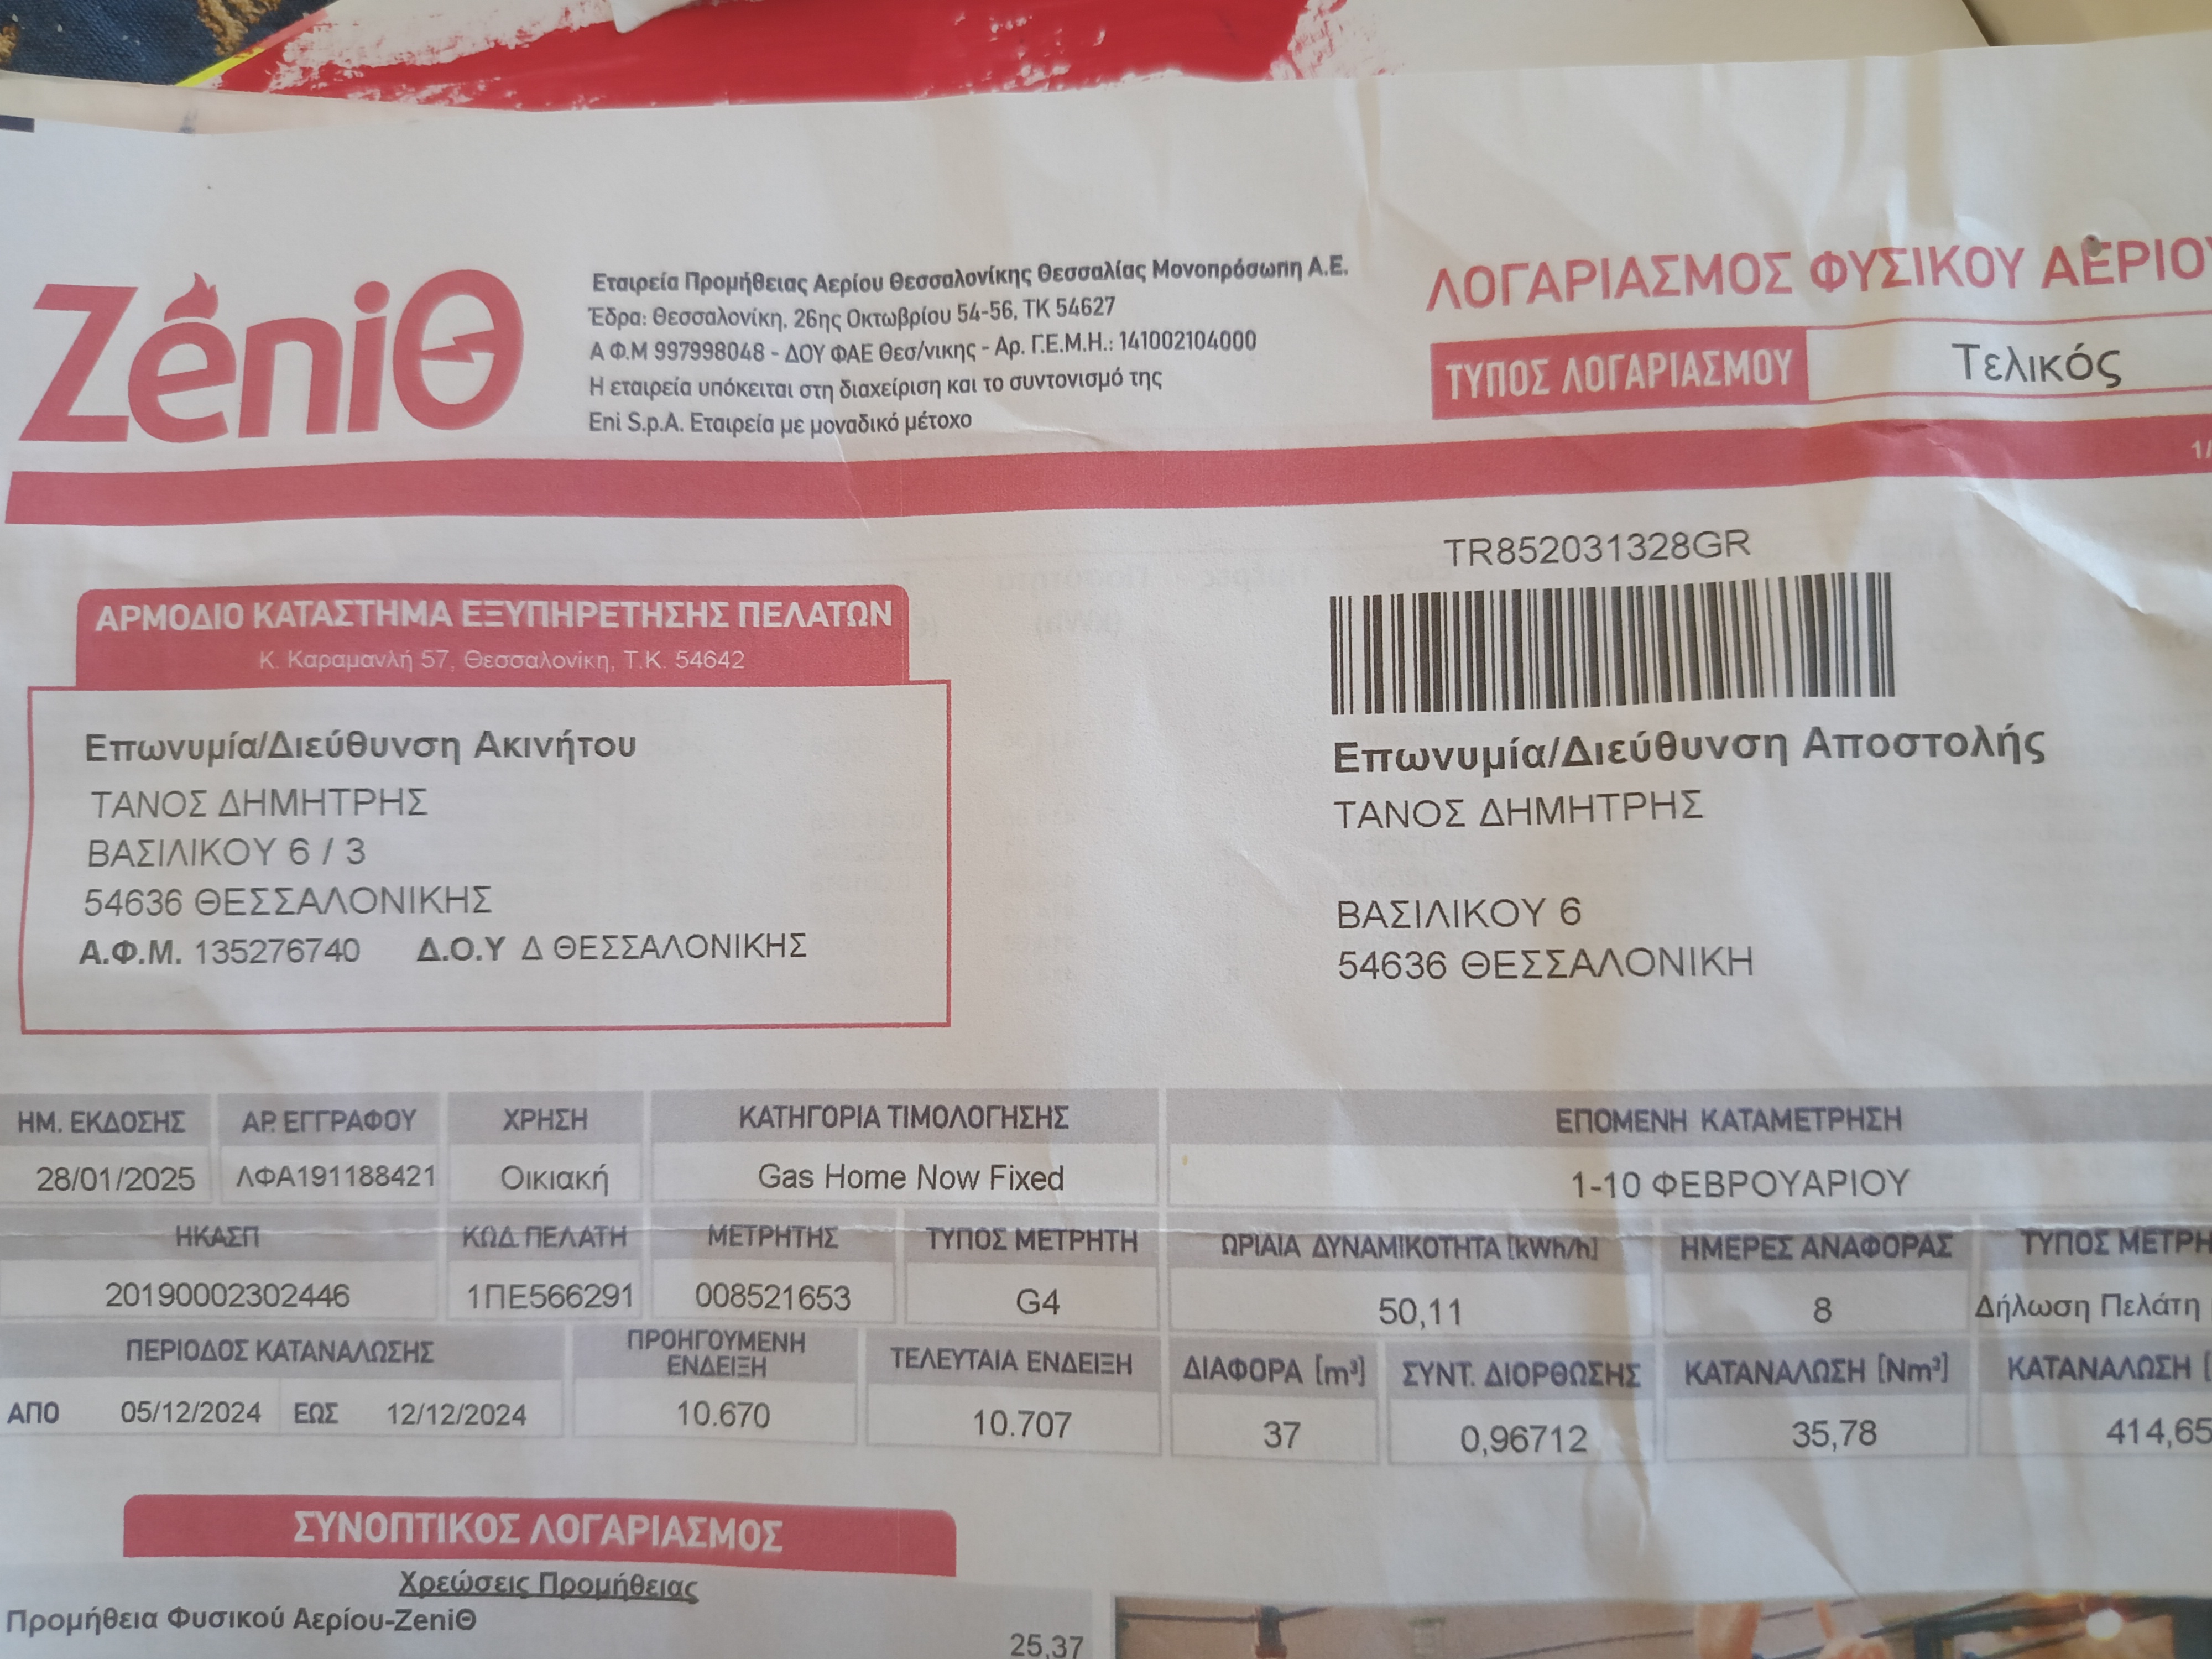 ZeniΘ
Εταιρεία Προμήθειας Αερίου Θεσσαλονίκης Θεσσαλίας Μονοπρόσωπη Α.Ε.
Έδρα: Θεσσαλονίκη, 26ης Οκτωβρίου 54-56, ΤΚ 54627
Α Φ.Μ 997998048 - ΔΟΥ ΦΑΕ Θεσ/νικης - Αρ. Γ.Ε.Μ.Η.: 141002104000
Η εταιρεία υπόκειται στη διαχείριση και το συντονισμό της
Eni S.p.A. Εταιρεία με μοναδικό μέτοχο
ΛΟΓΑΡΙΑΣΜΟΣ ΦΥΣΙΚΟΥ ΑΕΡΙΟΥ
ΤΥΠΟΣ ΛΟΓΑΡΙΑΣΜΟΥ Τελικός
1/
TR852031328GR
ΑΡΜΟΔΙΟ ΚΑΤΑΣΤΗΜΑ ΕΞΥΠΗΡΕΤΗΣΗΣ ΠΕΛΑΤΩΝ
Κ. Καραμανλή 57, Θεσσαλονίκη, Τ.Κ. 54642
Επωνυμία/Διεύθυνση Ακινήτου
ΤΑΝΟΣ ΔΗΜΗΤΡΗΣ
ΒΑΣΙΛΙΚΟΥ 6 / 3
54636 ΘΕΣΣΑΛΟΝΙΚΗΣ
Α.Φ.Μ. 135276740 Δ.Ο.Υ Δ ΘΕΣΣΑΛΟΝΙΚΗΣ
Επωνυμία/Διεύθυνση Αποστολής
ΤΑΝΟΣ ΔΗΜΗΤΡΗΣ
ΒΑΣΙΛΙΚΟΥ 6
54636 ΘΕΣΣΑΛΟΝΙΚΗ
ΗΜ. ΕΚΔΟΣΗΣ ΑΡ. ΕΓΓΡΑΦΟΥ ΧΡΗΣΗ ΚΑΤΗΓΟΡΙΑ ΤΙΜΟΛΟΓΗΣΗΣ ΕΠΟΜΕΝΗ ΚΑΤΑΜΕΤΡΗΣΗ
28/01/2025 ΛΦΑ191188421 Οικιακή Gas Home Now Fixed 1-10 ΦΕΒΡΟΥΑΡΙΟΥ
ΗΚΑΣΠ ΚΩΔ. ΠΕΛΑΤΗ ΜΕΤΡΗΤΗΣ ΤΥΠΟΣ ΜΕΤΡΗΤΗ ΩΡΙΑΙΑ ΔΥΝΑΜΙΚΟΤΗΤΑ [kWh/h] ΗΜΕΡΕΣ ΑΝΑΦΟΡΑΣ ΤΥΠΟΣ ΜΕΤΡΗ
20190002302446 1ΠΕ566291 008521653 G4 50,11 8 Δήλωση Πελάτη
ΠΕΡΙΟΔΟΣ ΚΑΤΑΝΑΛΩΣΗΣ ΠΡΟΗΓΟΥΜΕΝΗ ΕΝΔΕΙΞΗ ΤΕΛΕΥΤΑΙΑ ΕΝΔΕΙΞΗ ΔΙΑΦΟΡΑ [m³] ΣΥΝΤ. ΔΙΟΡΘΩΣΗΣ ΚΑΤΑΝΑΛΩΣΗ [Nm³] ΚΑΤΑΝΑΛΩΣΗ [
ΑΠΟ 05/12/2024 ΕΩΣ 12/12/2024 10.670 10.707 37 0,96712 35,78 414,65
ΣΥΝΟΠΤΙΚΟΣ ΛΟΓΑΡΙΑΣΜΟΣ
Χρεώσεις Προμήθειας
Προμήθεια Φυσικού Αερίου-ZeniΘ
25,37